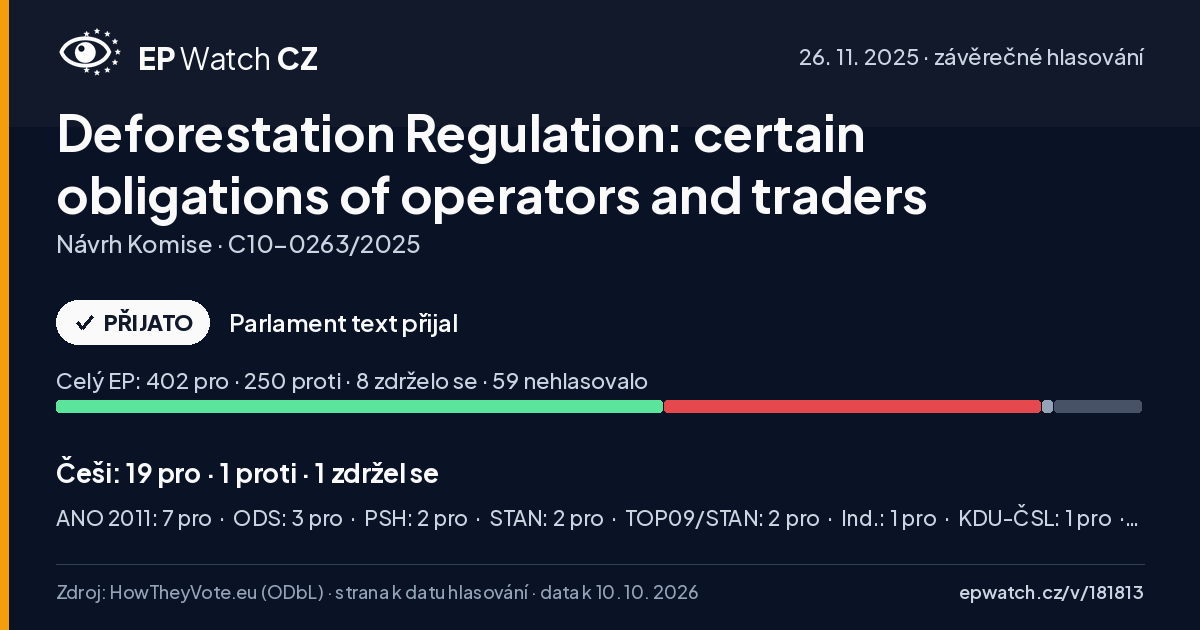 EP Watch CZ
26. 11. 2025 · závěrečné hlasování
Deforestation Regulation: certain
obligations of operators and traders
Návrh Komise · C10-0263/2025
✓ PŘIJATO
Parlament text přijal
Celý EP: 402 pro · 250 proti · 8 zdrželo se · 59 nehlasovalo
Češi: 19 pro · 1 proti · 1 zdržel se
ANO 2011: 7 pro · ODS: 3 pro · PSH: 2 pro · STAN: 2 pro · TOP09/STAN: 2 pro · Ind.: 1 pro · KDU-ČSL: 1 pro ·…
Zdroj: HowTheyVote.eu (ODbL) · strana k datu hlasování · data k 10. 10. 2026
epwatch.cz/v/181813